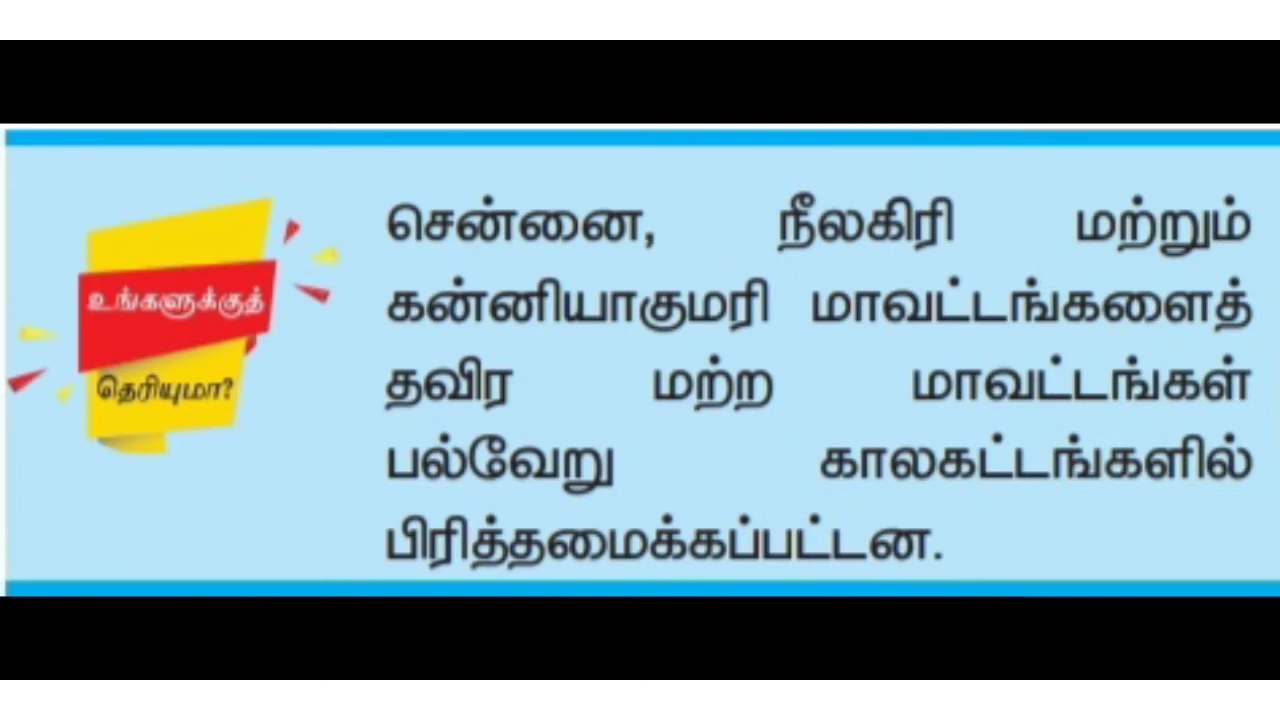 உங்களுக்குத்
தெரியுமா?
சென்னை, நீலகிரி மற்றும்
கன்னியாகுமரி மாவட்டங்களைத்
தவிர மற்ற மாவட்டங்கள்
பல்வேறு காலகட்டங்களில்
பிரித்தமைக்கப்பட்டன.